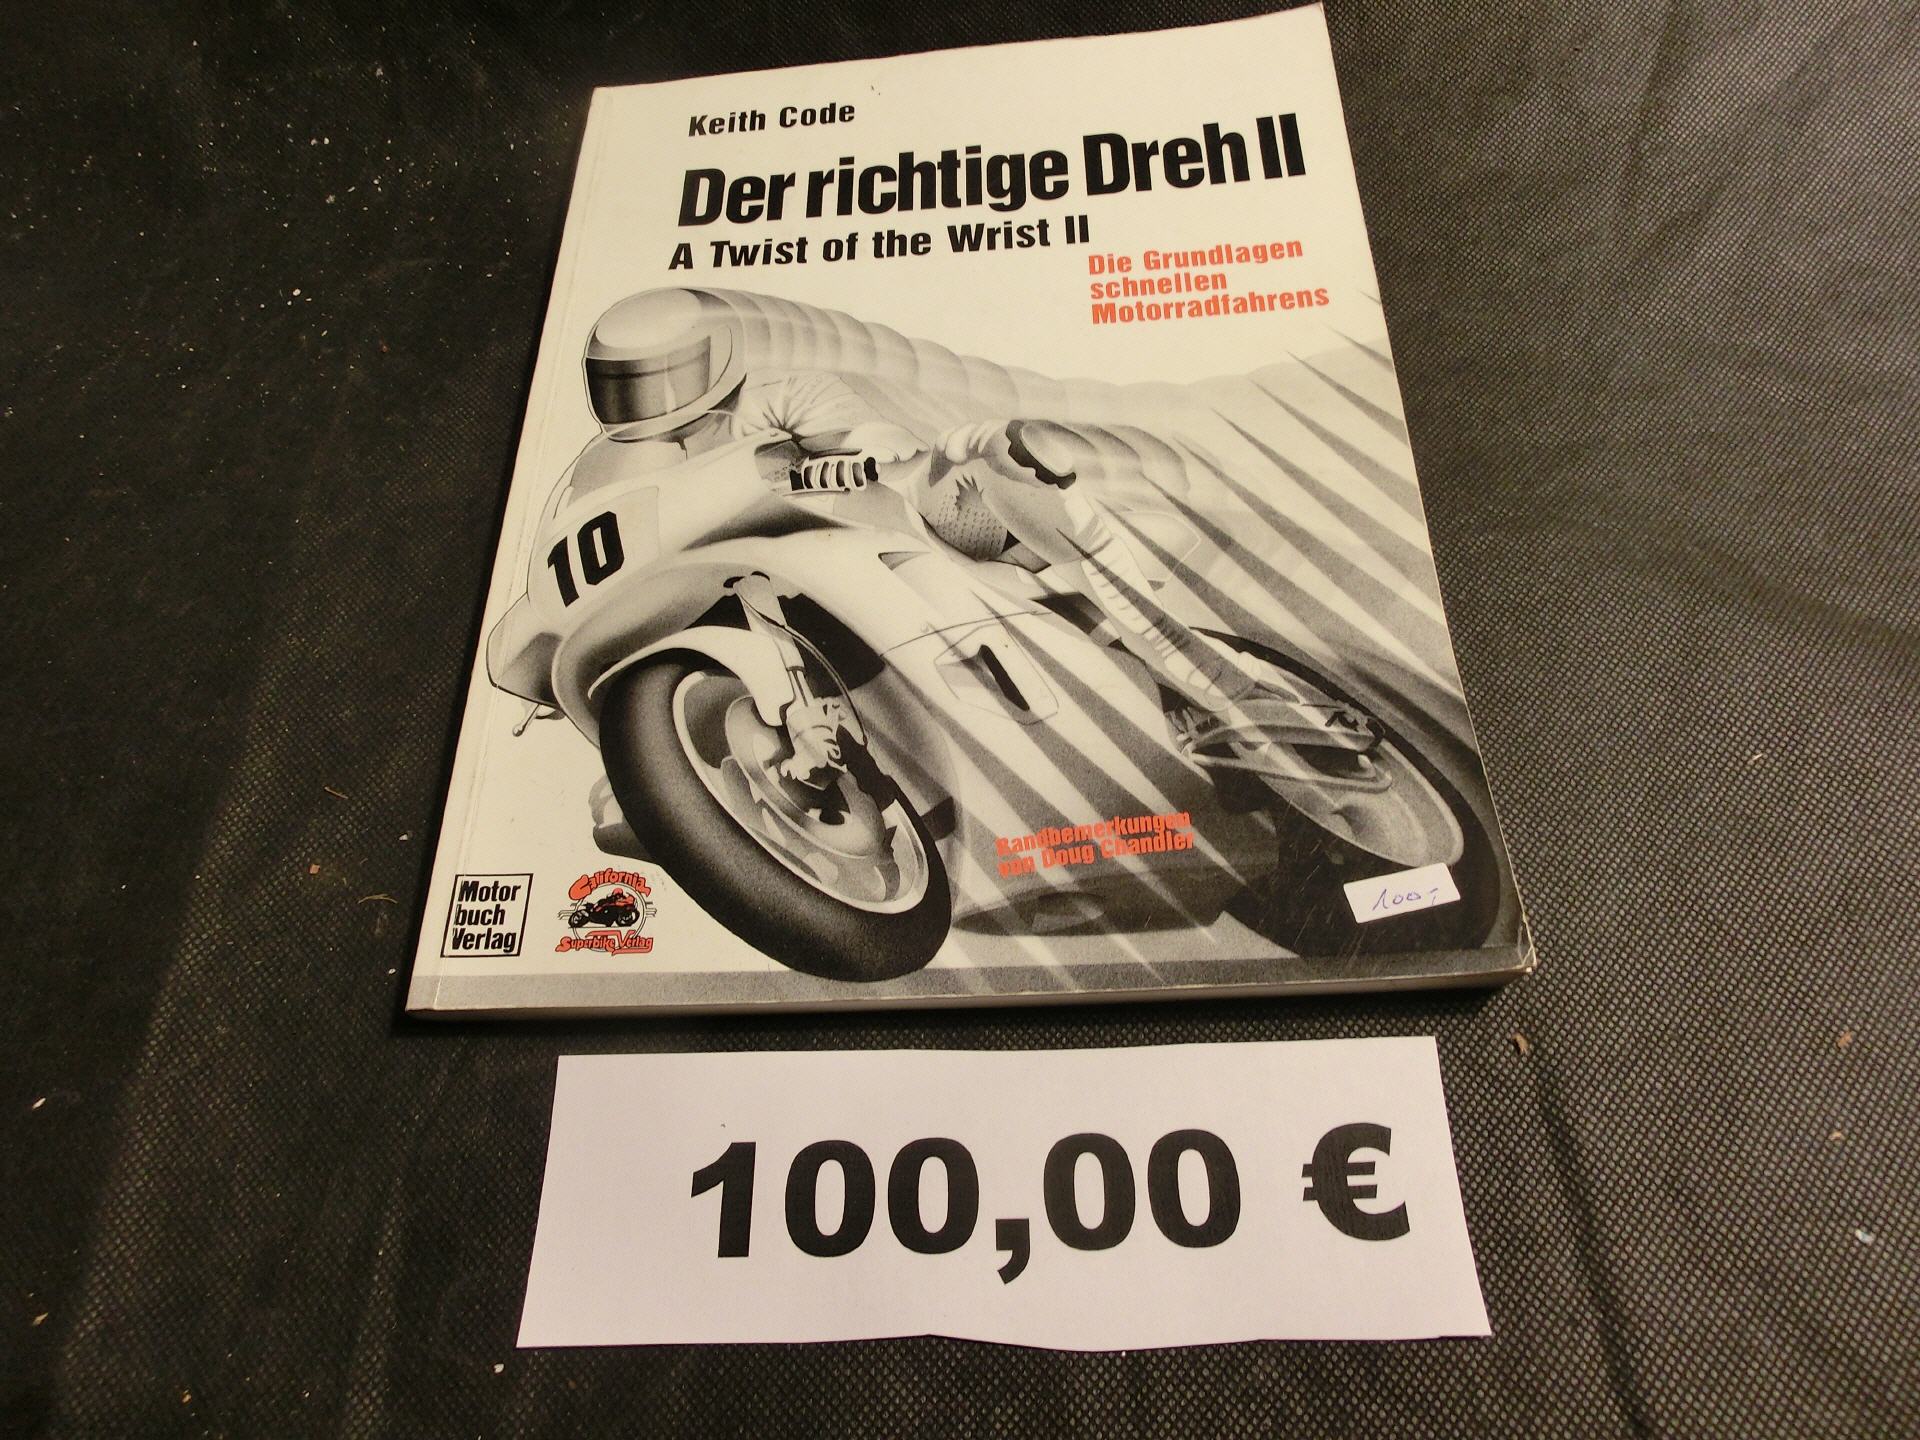 Keith Code
Der richtige Dreh II
A Twist of the Wrist II
Die Grundlagen
schnellen
Motorradfahrens
10
1
Randbemerkungen
von Doug Chandler
Motor
buch
Verlag
California
Superbike Verlag
100,-
100,00 €